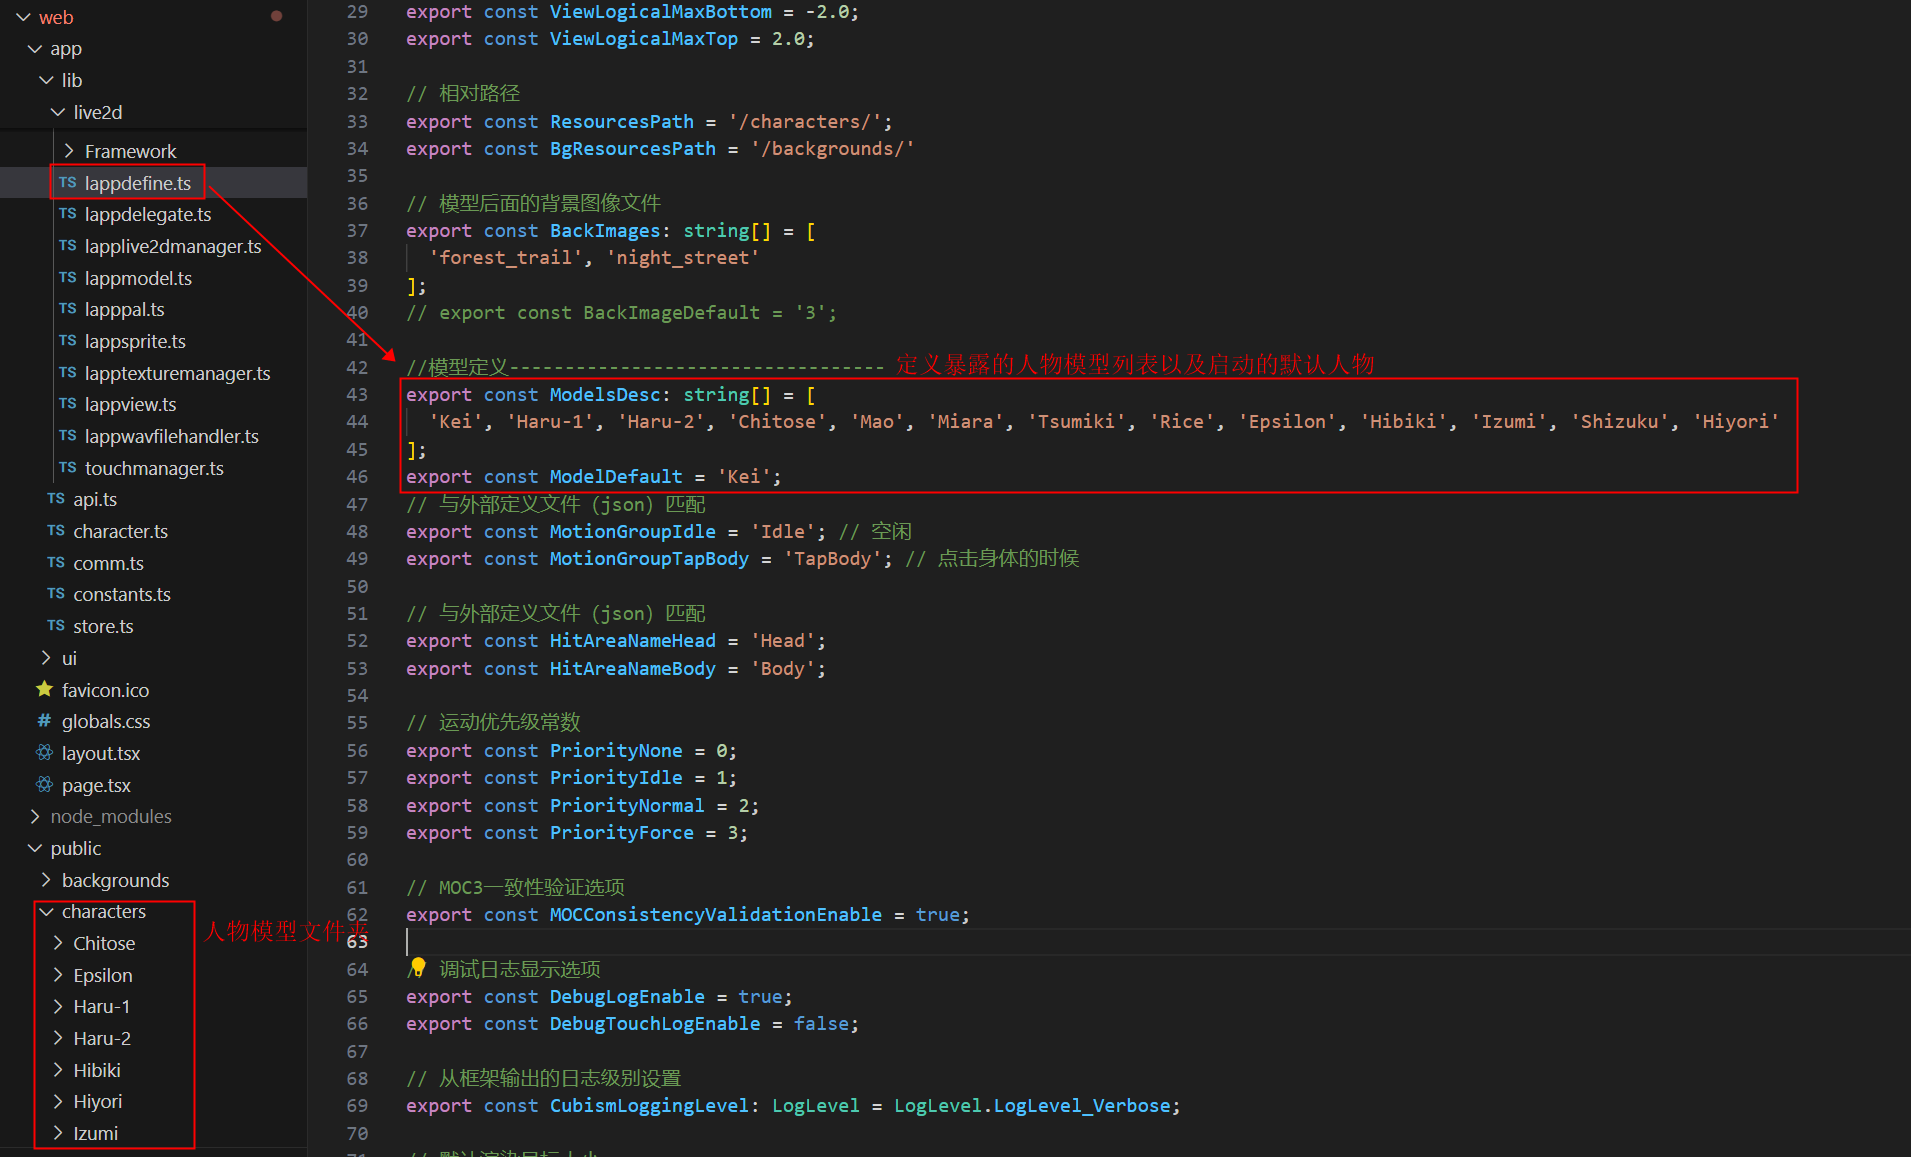 web
app
lib
live2d
Framework
TS lappdefine.ts
TS lappdelegate.ts
TS lapplive2dmanager.ts
TS lappmodel.ts
TS lapppal.ts
TS lappsprite.ts
TS lapptexturemanager.ts
TS lappview.ts
TS lappwavfilehandler.ts
TS touchmanager.ts
TS api.ts
TS character.ts
TS comm.ts
TS constants.ts
TS store.ts
ui
favicon.ico
# globals.css
layout.tsx
page.tsx
node_modules
public
backgrounds
characters
Chitose
Epsilon
Haru-1
Haru-2
Hibiki
Hiyori
Izumi
人物模型文件夹
29 export const ViewLogicalMaxBottom = -2.0;
30 export const ViewLogicalMaxTop = 2.0;
31
32 // 相对路径
33 export const ResourcesPath = '/characters/';
34 export const BgResourcesPath = '/backgrounds/'
35
36 // 模型后面的背景图像文件
37 export const BackImages: string[] = [
38 'forest_trail', 'night_street'
39 ];
40 // export const BackImageDefault = '3';
41
42 //模型定义---------------------------------- 定义暴露的人物模型列表以及启动的默认人物
43 export const ModelsDesc: string[] = [
44 'Kei', 'Haru-1', 'Haru-2', 'Chitose', 'Mao', 'Miara', 'Tsumiki', 'Rice', 'Epsilon', 'Hibiki', 'Izumi', 'Shizuku', 'Hiyori'
45 ];
46 export const ModelDefault = 'Kei';
47 // 与外部定义文件（json）匹配
48 export const MotionGroupIdle = 'Idle'; // 空闲
49 export const MotionGroupTapBody = 'TapBody'; // 点击身体的时候
50
51 // 与外部定义文件（json）匹配
52 export const HitAreaNameHead = 'Head';
53 export const HitAreaNameBody = 'Body';
54
55 // 运动优先级常数
56 export const PriorityNone = 0;
57 export const PriorityIdle = 1;
58 export const PriorityNormal = 2;
59 export const PriorityForce = 3;
60
61 // MOC3一致性验证选项
62 export const MOCConsistencyValidationEnable = true;
63
64 // 调试日志显示选项
65 export const DebugLogEnable = true;
66 export const DebugTouchLogEnable = false;
67
68 // 从框架输出的日志级别设置
69 export const CubismLoggingLevel: LogLevel = LogLevel.LogLevel_Verbose;
70